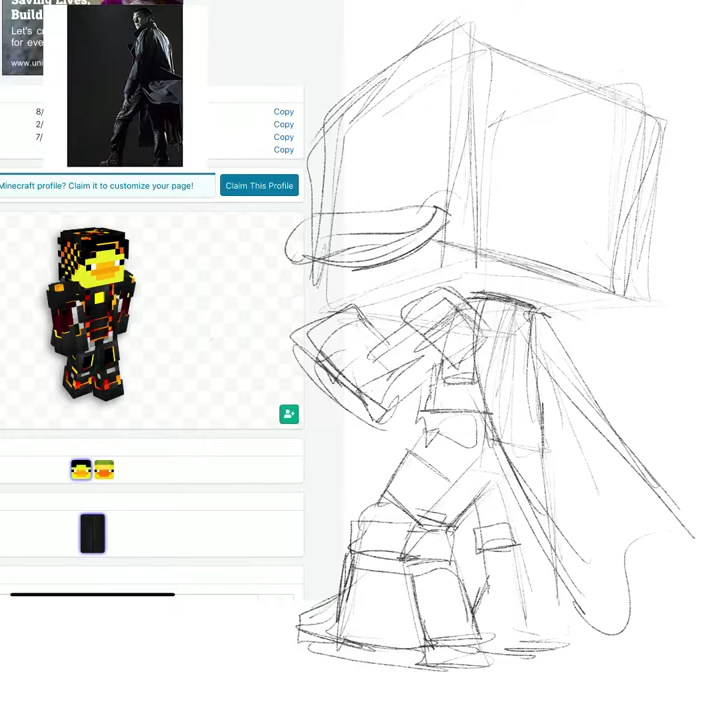 Saving Lives,
Build
Let's c
for eve
www.uni
8/
Copy
2/
Copy
7/
Copy
Copy
Minecraft profile? Claim it to customize your page!
Claim This Profile